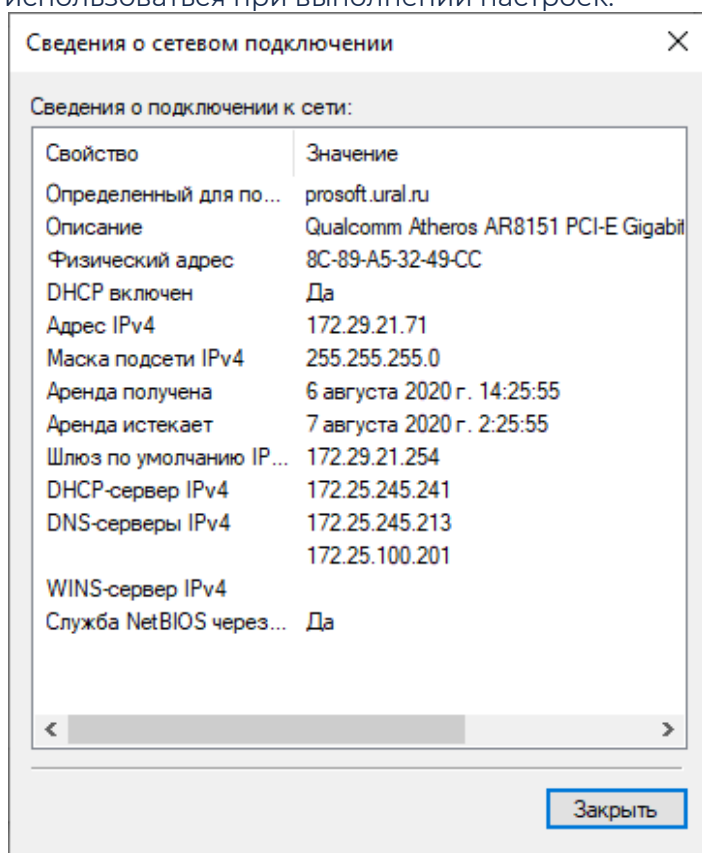 использоваться при выполнении настроек.
Сведения о сетевом подключении
Сведения о подключении к сети:
Свойство Значение
Определенный для по... prosoft.ural.ru
Описание Qualcomm Atheros AR8151 PCI-E Gigabit
Физический адрес 8C-89-A5-32-49-CC
DHCP включен Да
Адрес IPv4 172.29.21.71
Маска подсети IPv4 255.255.255.0
Аренда получена 6 августа 2020 г. 14:25:55
Аренда истекает 7 августа 2020 г. 2:25:55
Шлюз по умолчанию IP... 172.29.21.254
DHCP-сервер IPv4 172.25.245.241
DNS-серверы IPv4 172.25.245.213
172.25.100.201
WINS-сервер IPv4
Служба NetBIOS через... Да
Закрыть